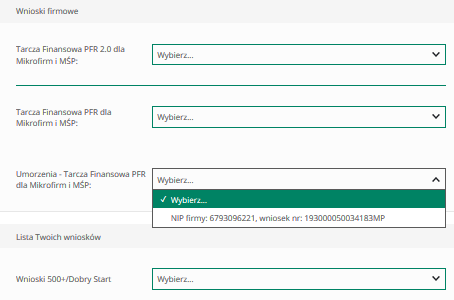 Wnioski firmowe
Tarcza Finansowa PFR 2.0 dla
Mikrofirm i MŚP:
Wybierz...
Tarcza Finansowa PFR dla
Mikrofirm i MŚP:
Wybierz...
Umorzenia - Tarcza Finansowa PFR
dla Mikrofirm i MŚP:
Wybierz...
✓ Wybierz...
NIP firmy: 6793096221, wniosek nr: 193000050034183MP
Lista Twoich wniosków
Wnioski 500+/Dobry Start
Wybierz...